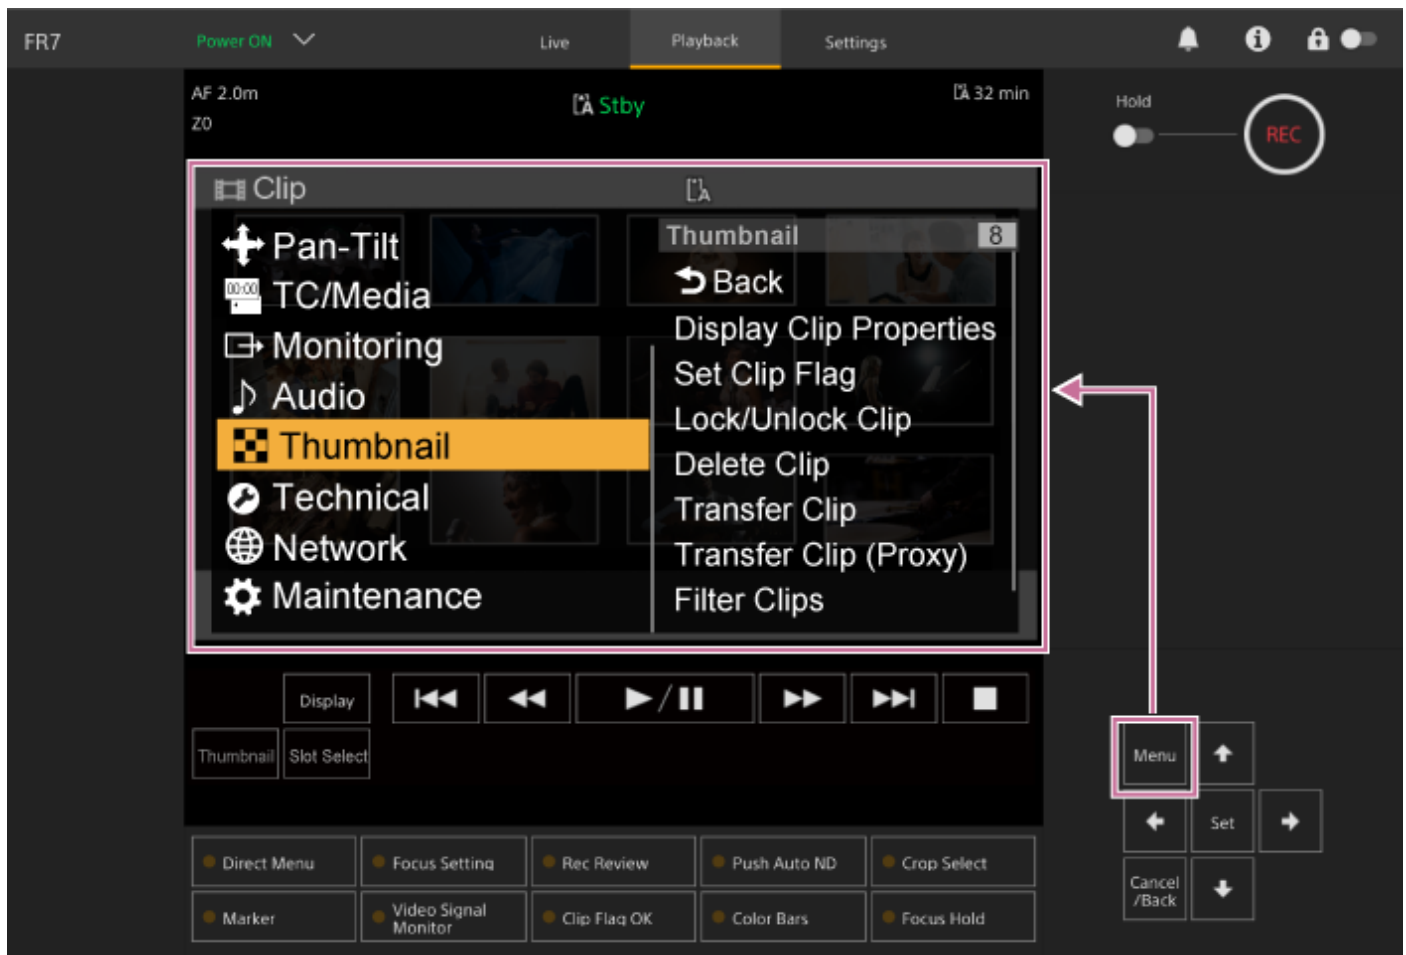 FR7
Power ON
Live
Playback
Settings
AF 2.0m
Z0
A Stby
A 32 min
Hold
REC
Clip
A
Pan-Tilt
00:00 TC/Media
Monitoring
Audio
Thumbnail
Technical
Network
Maintenance
Thumbnail 8
Back
Display Clip Properties
Set Clip Flag
Lock/Unlock Clip
Delete Clip
Transfer Clip
Transfer Clip (Proxy)
Filter Clips
Display
Thumbnail
Slot Select
Menu
Set
Cancel
/Back
Direct Menu
Focus Setting
Rec Review
Push Auto ND
Crop Select
Marker
Video Signal
Monitor
Clip Flag OK
Color Bars
Focus Hold